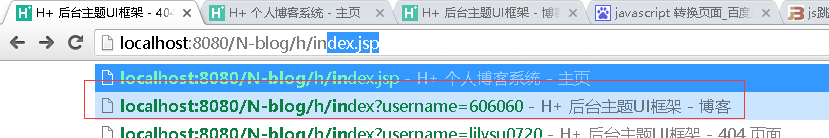 H+ 后台主题UI框架 - 404
H+ 个人博客系统 - 主页
H+ 后台主题UI框架 - 博
javascript 转换页面_百度
js跳
localhost:8080/N-blog/h/index.jsp
localhost:8080/N-blog/h/index.jsp - H+ 个人博客系统 - 主页
localhost:8080/N-blog/h/index?username=606060 - H+ 后台主题UI框架 - 博客
localhost:8080/N-blog/h/index?username=lilysu0720 - H+ 后台主题UI框架 - 404 页面